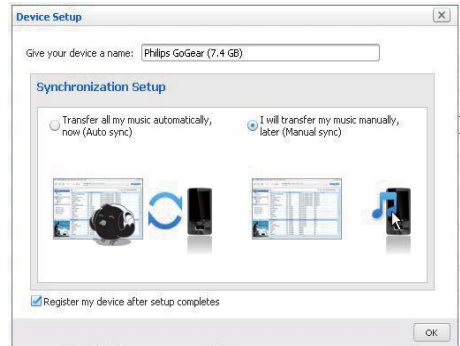 Device Setup
Give your device a name: Philips GoGear (7.4 GB)
Synchronization Setup
Transfer all my music automatically,
now (Auto sync)
I will transfer my music manually,
later (Manual sync)
Register my device after setup completes
OK